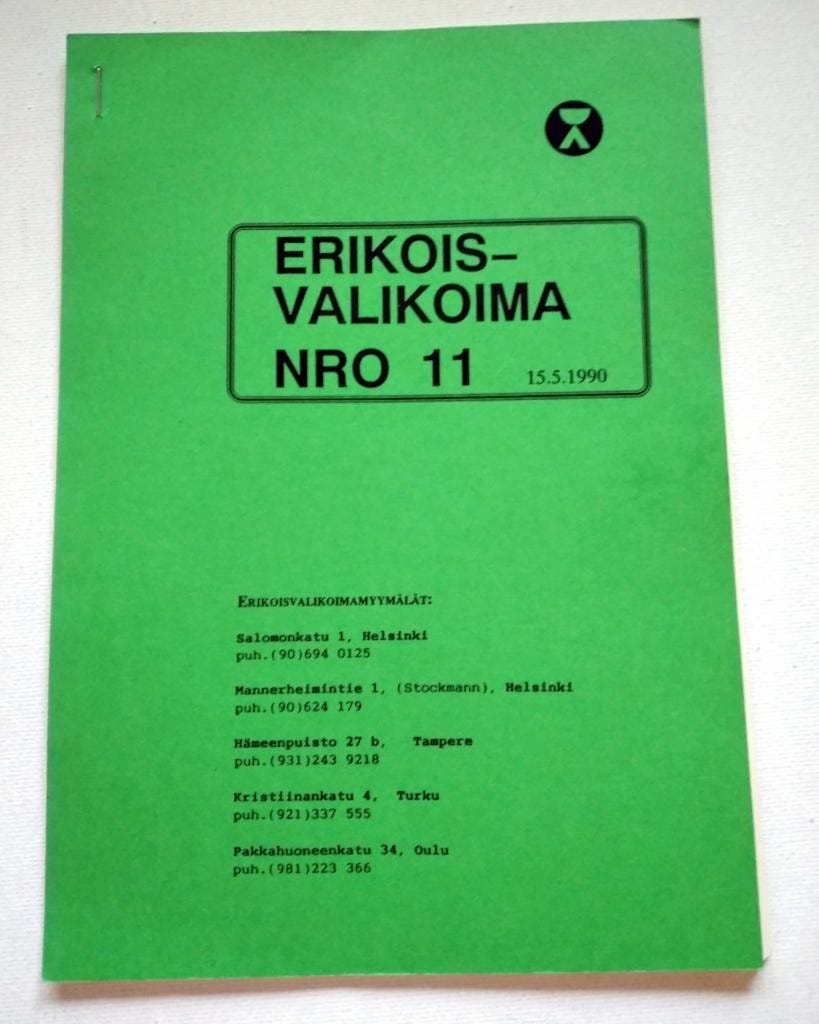 ERIKOIS-
VALIKOIMA
NRO 11 15.5.1990
ERIKOISVALIKOIMAMYYMÄLÄT:
Salomonkatu 1, Helsinki
puh.(90)694 0125
Mannerheimintie 1, (Stockmann), Helsinki
puh.(90)624 179
Hämeenpuisto 27 b, Tampere
puh.(931)243 9218
Kristiinankatu 4, Turku
puh.(921)337 555
Pakkahuoneenkatu 34, Oulu
puh.(981)223 366